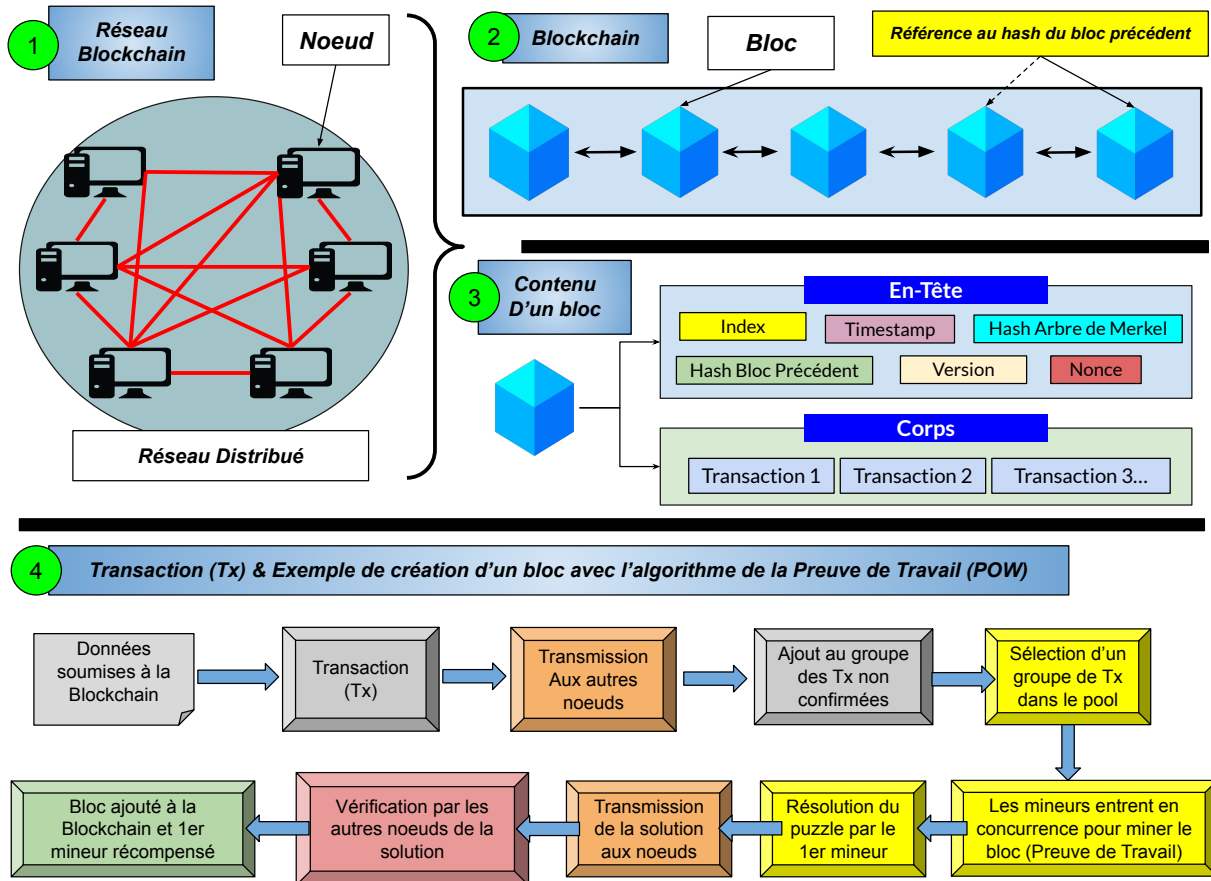 1
Réseau
Blockchain
Noeud
Réseau Distribué
2
Blockchain
Bloc
Référence au hash du bloc précédent
3
Contenu
D'un bloc
En-Tête
Index
Timestamp
Hash Arbre de Merkel
Hash Bloc Précédent
Version
Nonce
Corps
Transaction 1
Transaction 2
Transaction 3...
4
Transaction (Tx) & Exemple de création d'un bloc avec l'algorithme de la Preuve de Travail (POW)
Données
soumises à la
Blockchain
Transaction
(Tx)
Transmission
Aux autres
noeuds
Ajout au groupe
des Tx non
confirmées
Sélection d'un
groupe de Tx
dans le pool
Les mineurs entrent en
concurrence pour miner le
bloc (Preuve de Travail)
Résolution du
puzzle par le
1er mineur
Transmission
de la solution
aux noeuds
Vérification par les
autres noeuds de la
solution
Bloc ajouté à la
Blockchain et 1er
mineur récompensé